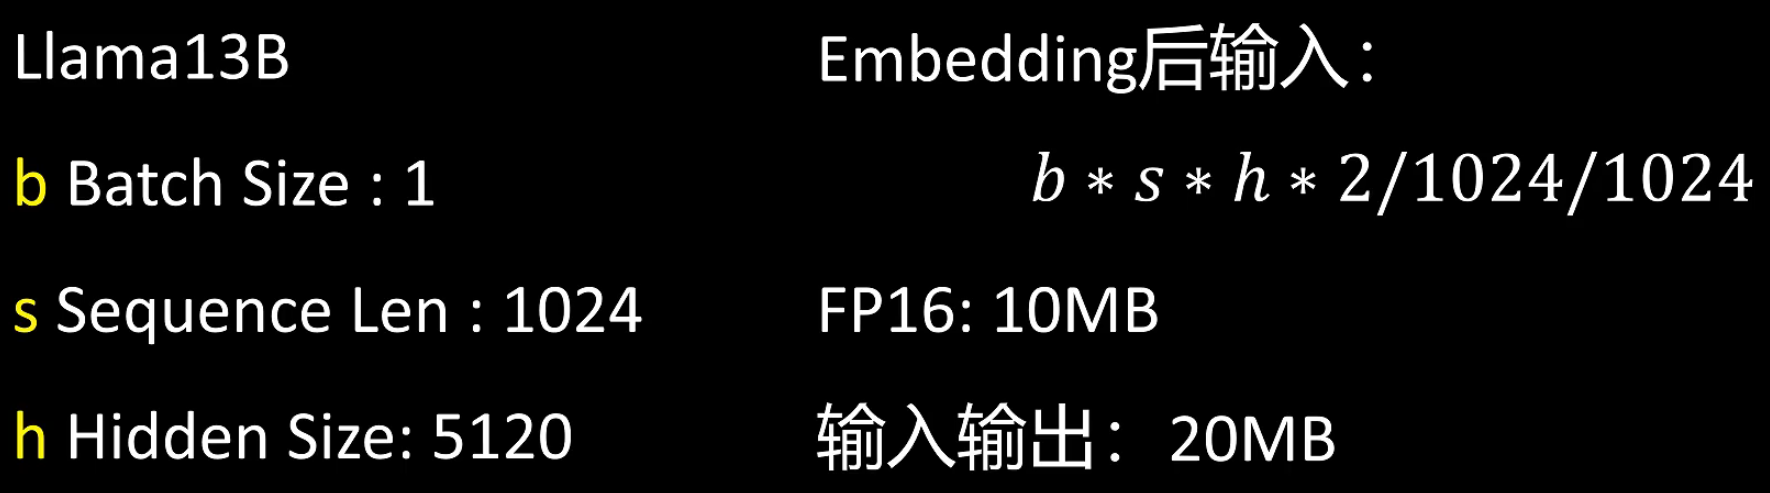 Llama13B
b Batch Size : 1
s Sequence Len : 1024
h Hidden Size: 5120
Embedding后输入：
b ∗ s ∗ h ∗ 2/1024/1024
FP16: 10MB
输入输出：20MB